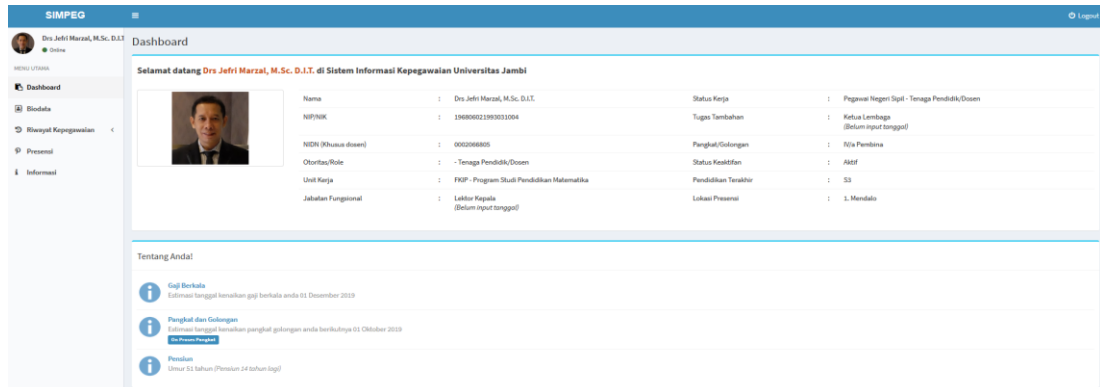 SIMPEG
Logout
Drs Jefri Marzal, M.Sc. D.I.T
Online
Dashboard
MENU UTAMA
Dashboard
Biodata
Riwayat Kepegawaian
Presensi
Informasi
Selamat datang Drs Jefri Marzal, M.Sc. D.I.T. di Sistem Informasi Kepegawaian Universitas Jambi
Nama : Drs Jefri Marzal, M.Sc. D.I.T.
NIP/NIK : 196806021993031004
NIDN (Khusus dosen) : 0002066805
Otoritas/Role : - Tenaga Pendidik/Dosen
Unit Kerja : FKIP - Program Studi Pendidikan Matematika
Jabatan Fungsional : Lektor Kepala
(Belum input tanggal)
Status Kerja : Pegawai Negeri Sipil - Tenaga Pendidik/Dosen
Tugas Tambahan : Ketua Lembaga
(Belum input tanggal)
Pangkat/Golongan : IV/a Pembina
Status Keaktifan : Aktif
Pendidikan Terakhir : S3
Lokasi Presensi : 1. Mendalo
Tentang Anda!
Gaji Berkala
Estimasi tanggal kenaikan gaji berkala anda 01 Desember 2019
Pangkat dan Golongan
Estimasi tanggal kenaikan pangkat golongan anda berikutnya 01 Oktober 2019
On Proses Pangkat
Pensiun
Umur 51 tahun (Pensiun 14 tahun lagi)